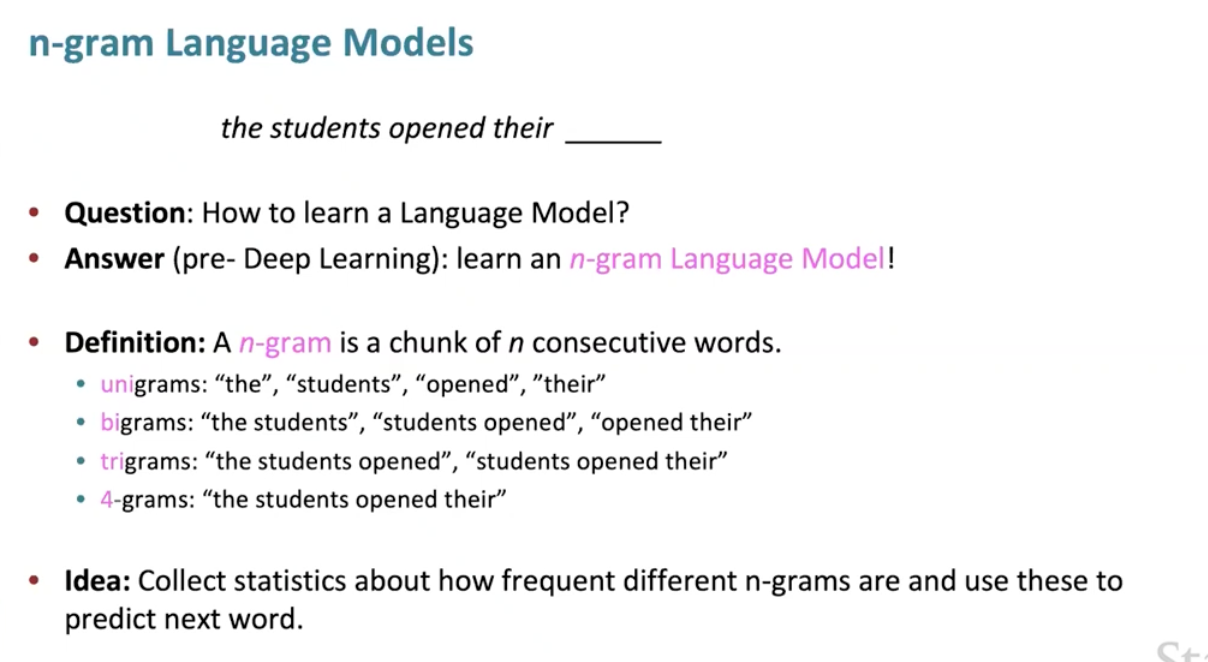 n-gram Language Models
the students opened their ______
• Question: How to learn a Language Model?
• Answer (pre- Deep Learning): learn an n-gram Language Model!
• Definition: A n-gram is a chunk of n consecutive words.
• unigrams: “the”, “students”, “opened”, ”their”
• bigrams: “the students”, “students opened”, “opened their”
• trigrams: “the students opened”, “students opened their”
• 4-grams: “the students opened their”
• Idea: Collect statistics about how frequent different n-grams are and use these to
predict next word.